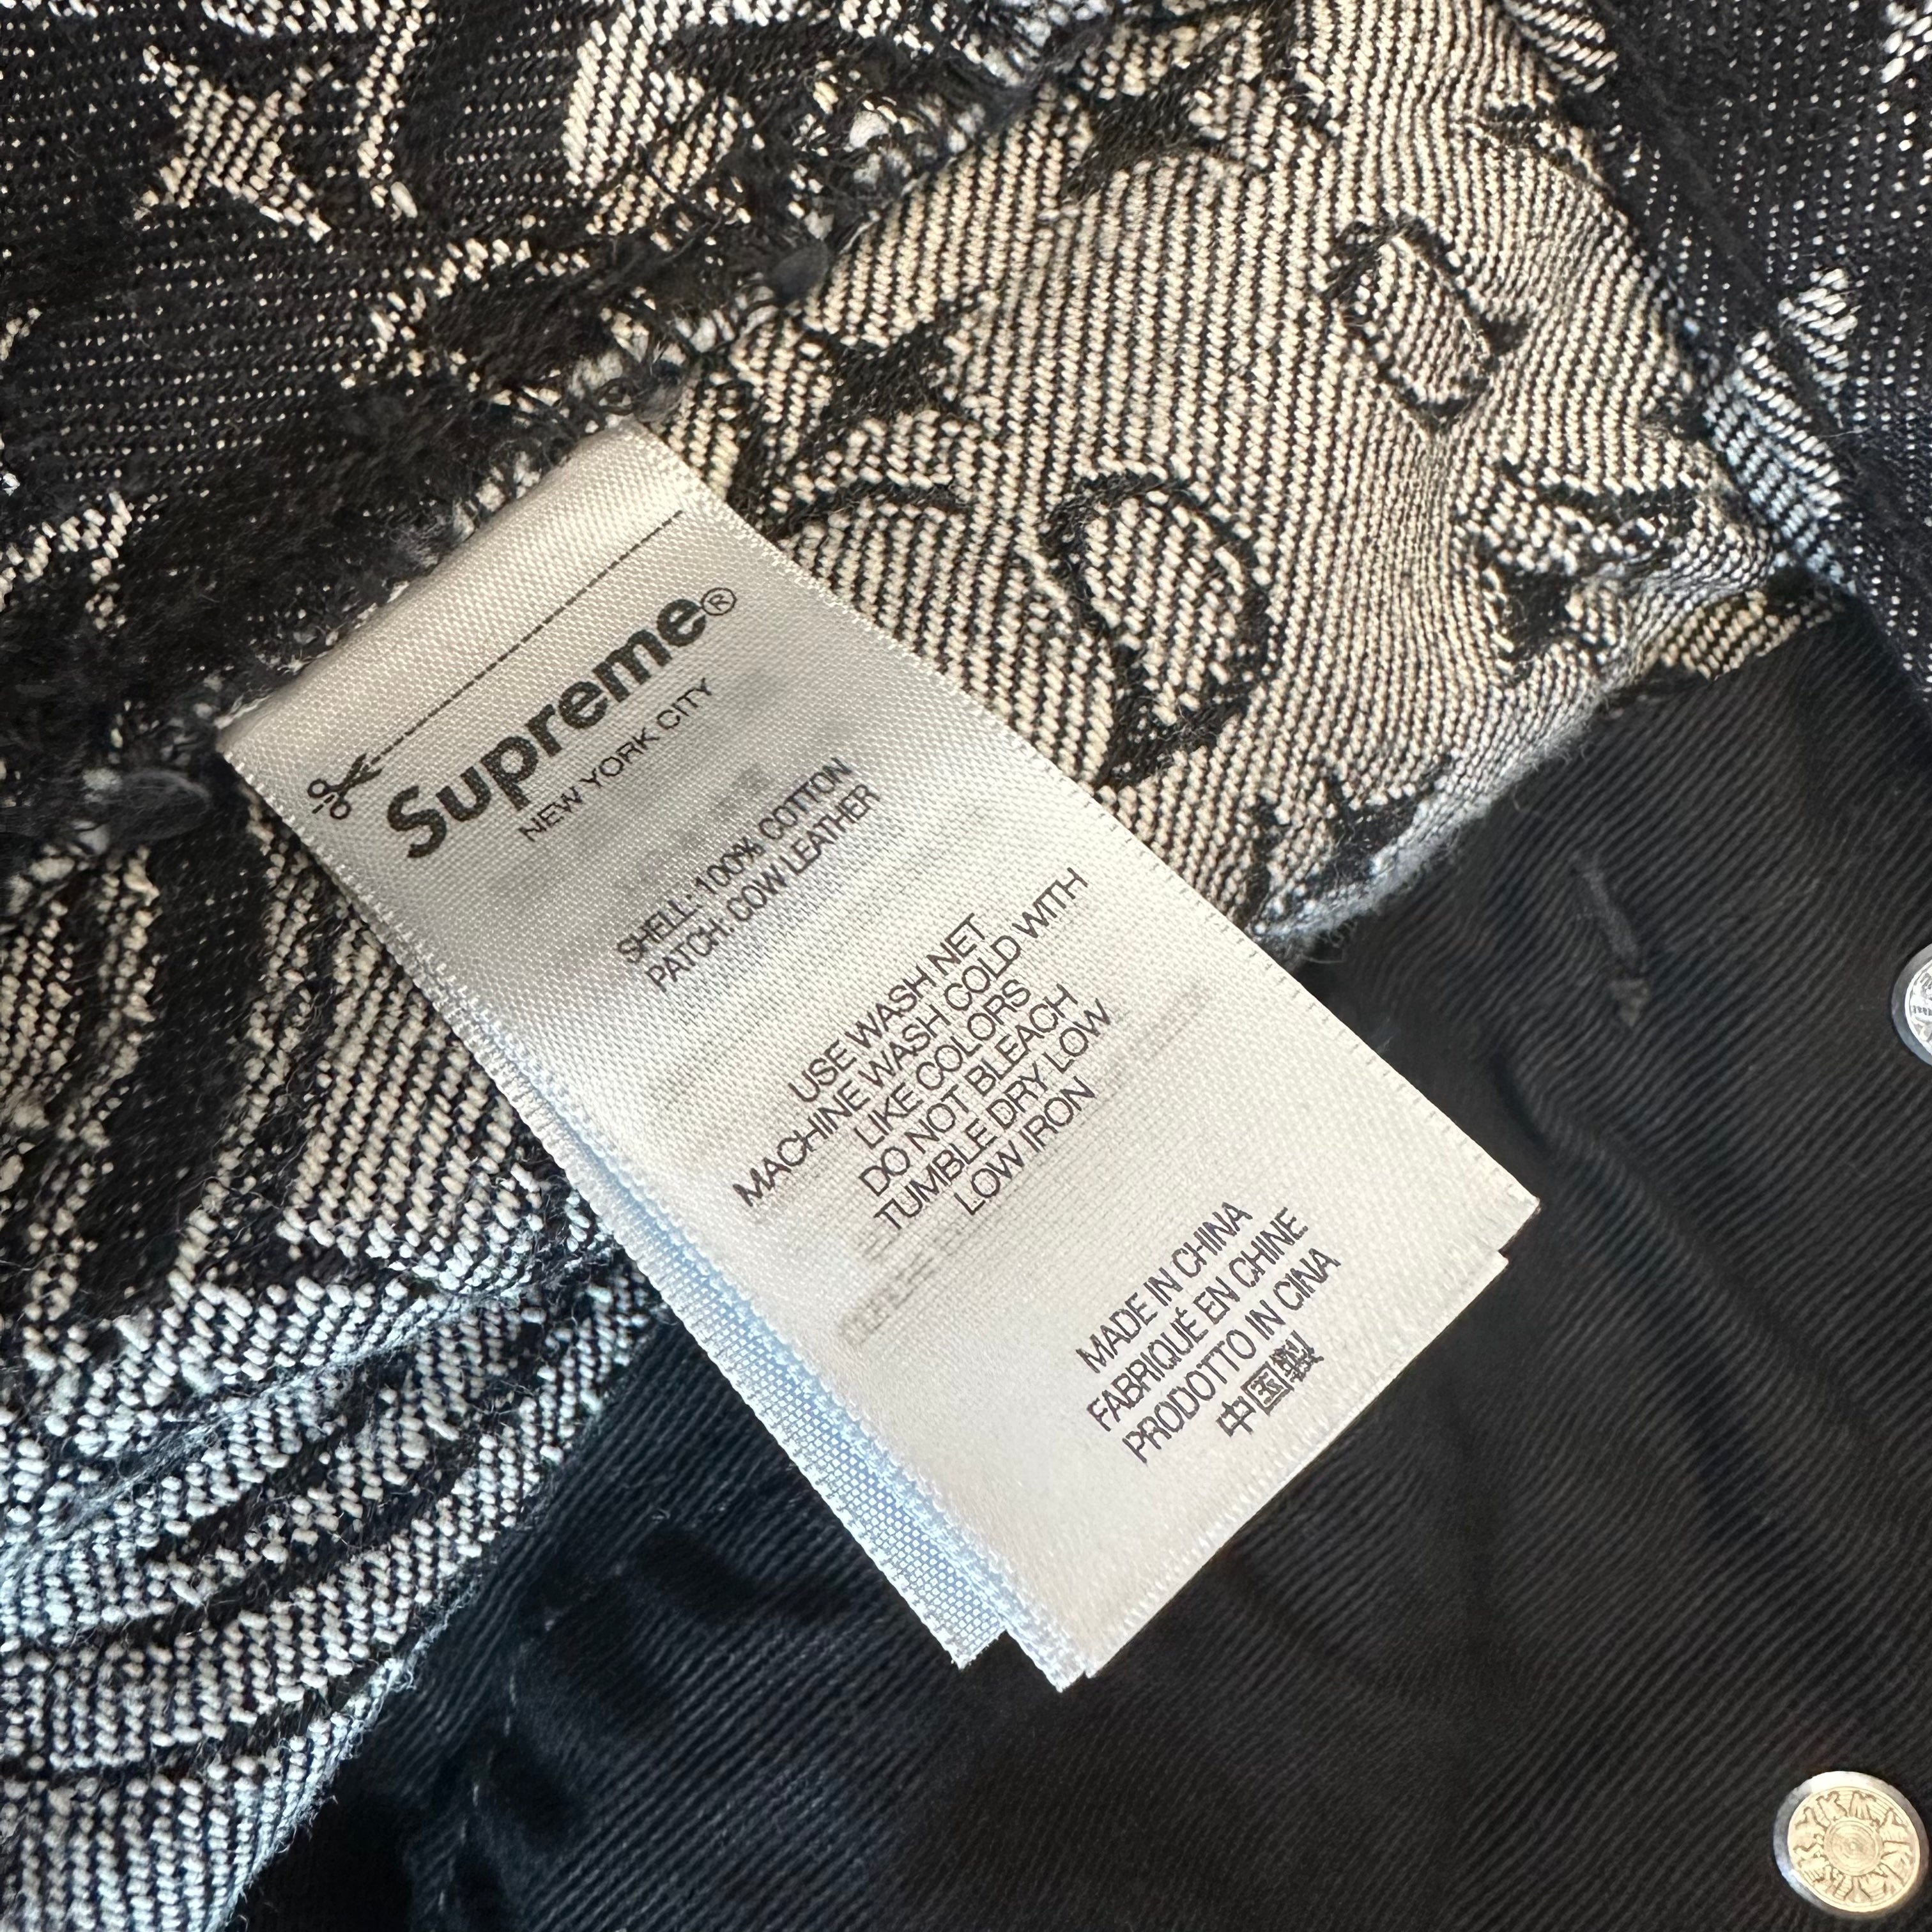 Supreme®
NEW YORK CITY
SHELL: 100% COTTON
PATCH: COW LEATHER
USE WASH NET
MACHINE WASH COLD WITH
LIKE COLORS
DO NOT BLEACH
TUMBLE DRY LOW
LOW IRON
MADE IN CHINA
FABRIQUÉ EN CHINE
PRODOTTO IN CINA
中国製